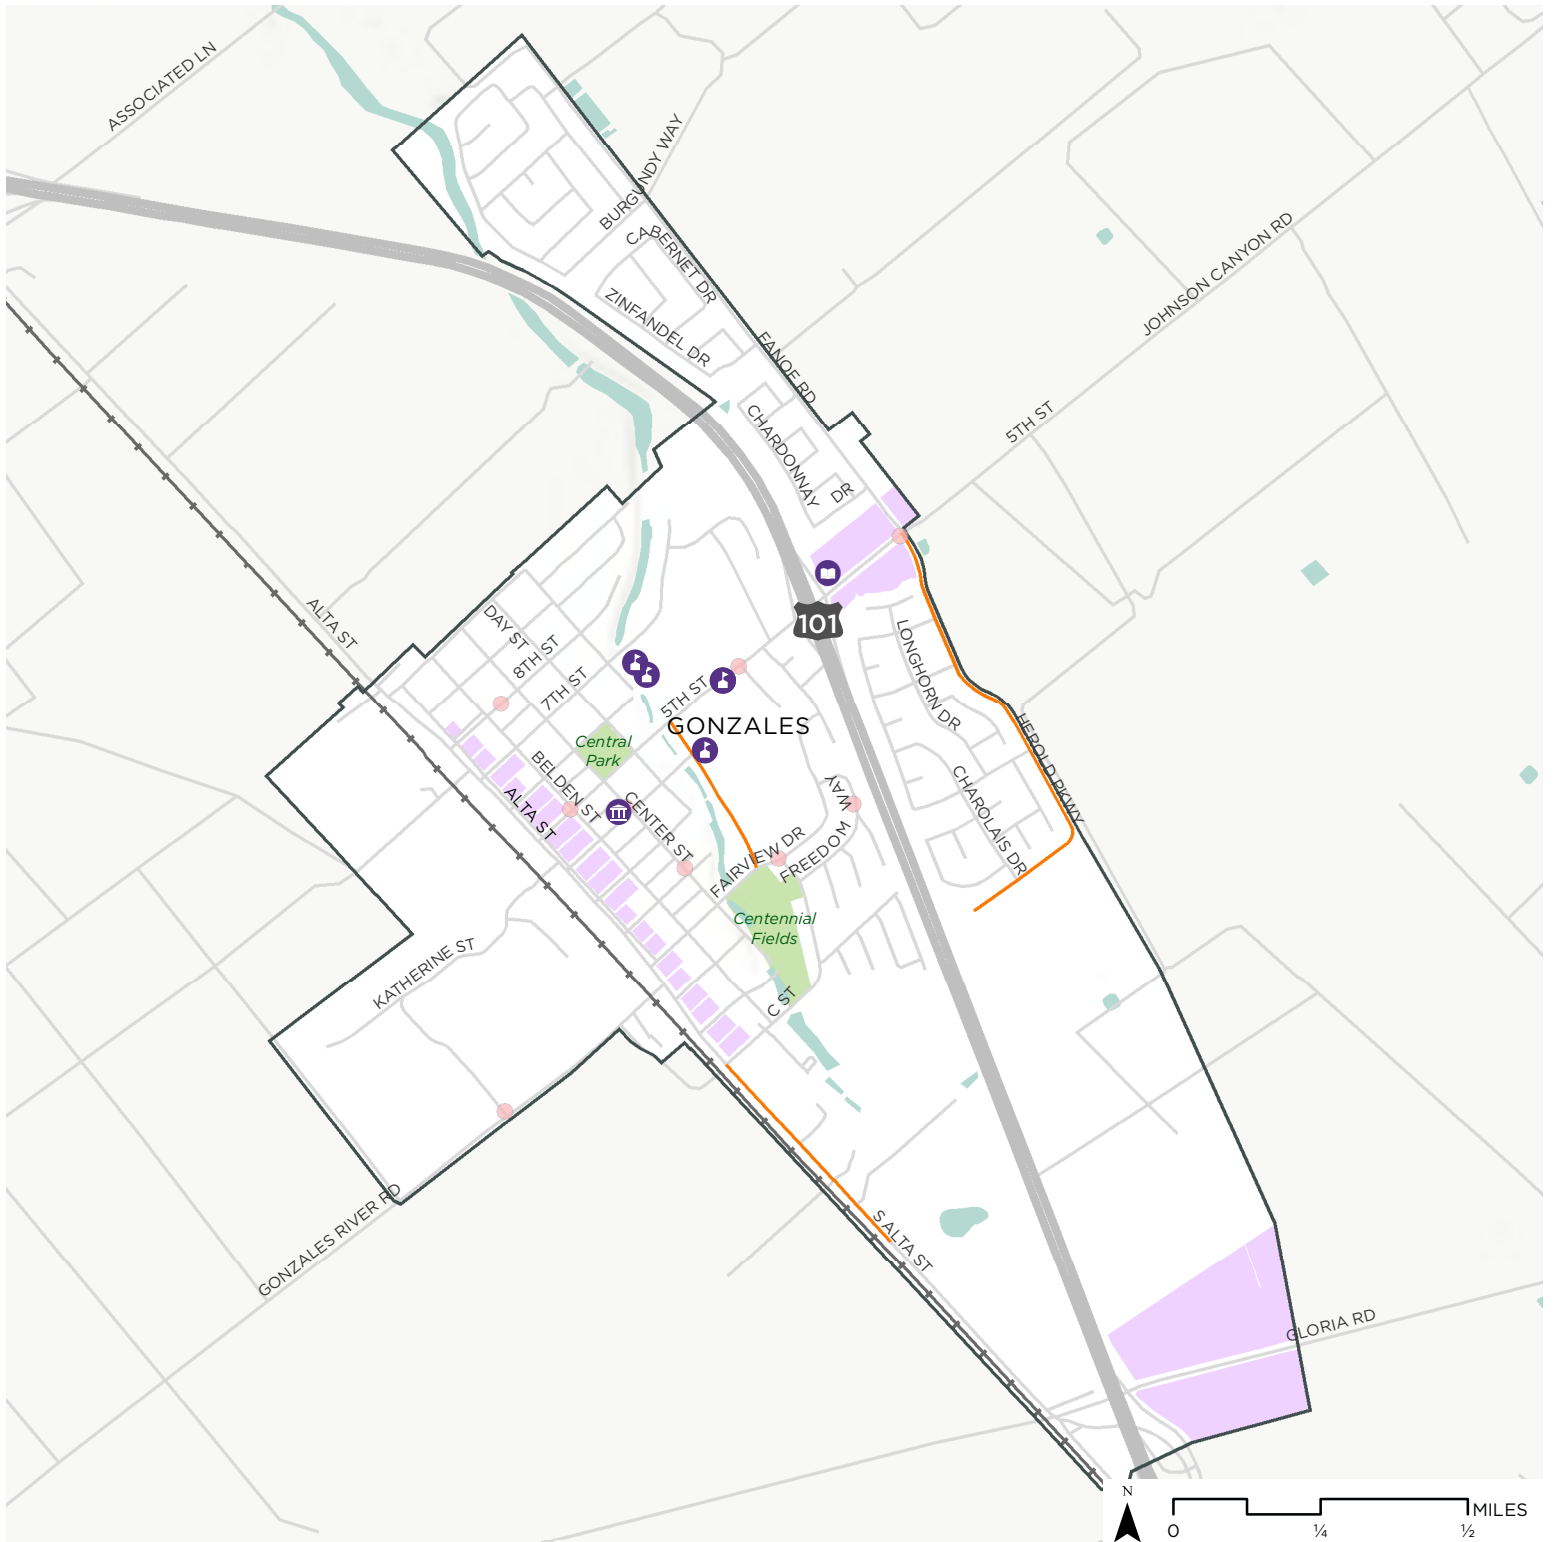 ASSOCIATED LN
BURGUNDY WAY
CABERNET DR
ZINFANDEL DR
FANOE RD
JOHNSON CANYON RD
CHARDONNAY
DR
5TH ST
101
ALTA ST
DAY ST
8TH ST
7TH ST
5TH ST
LONGHORN DR
GONZALES
HEROLD PKWY
Central
Park
BELDEN ST
ALTA ST
CENTER ST
WAY
FREEDOM
FAIRVIEW DR
CHAROLAIS DR
Centennial
Fields
KATHERINE ST
C ST
GONZALES RIVER RD
S ALTA ST
GLORIA RD
N
0
¼
½
MILES